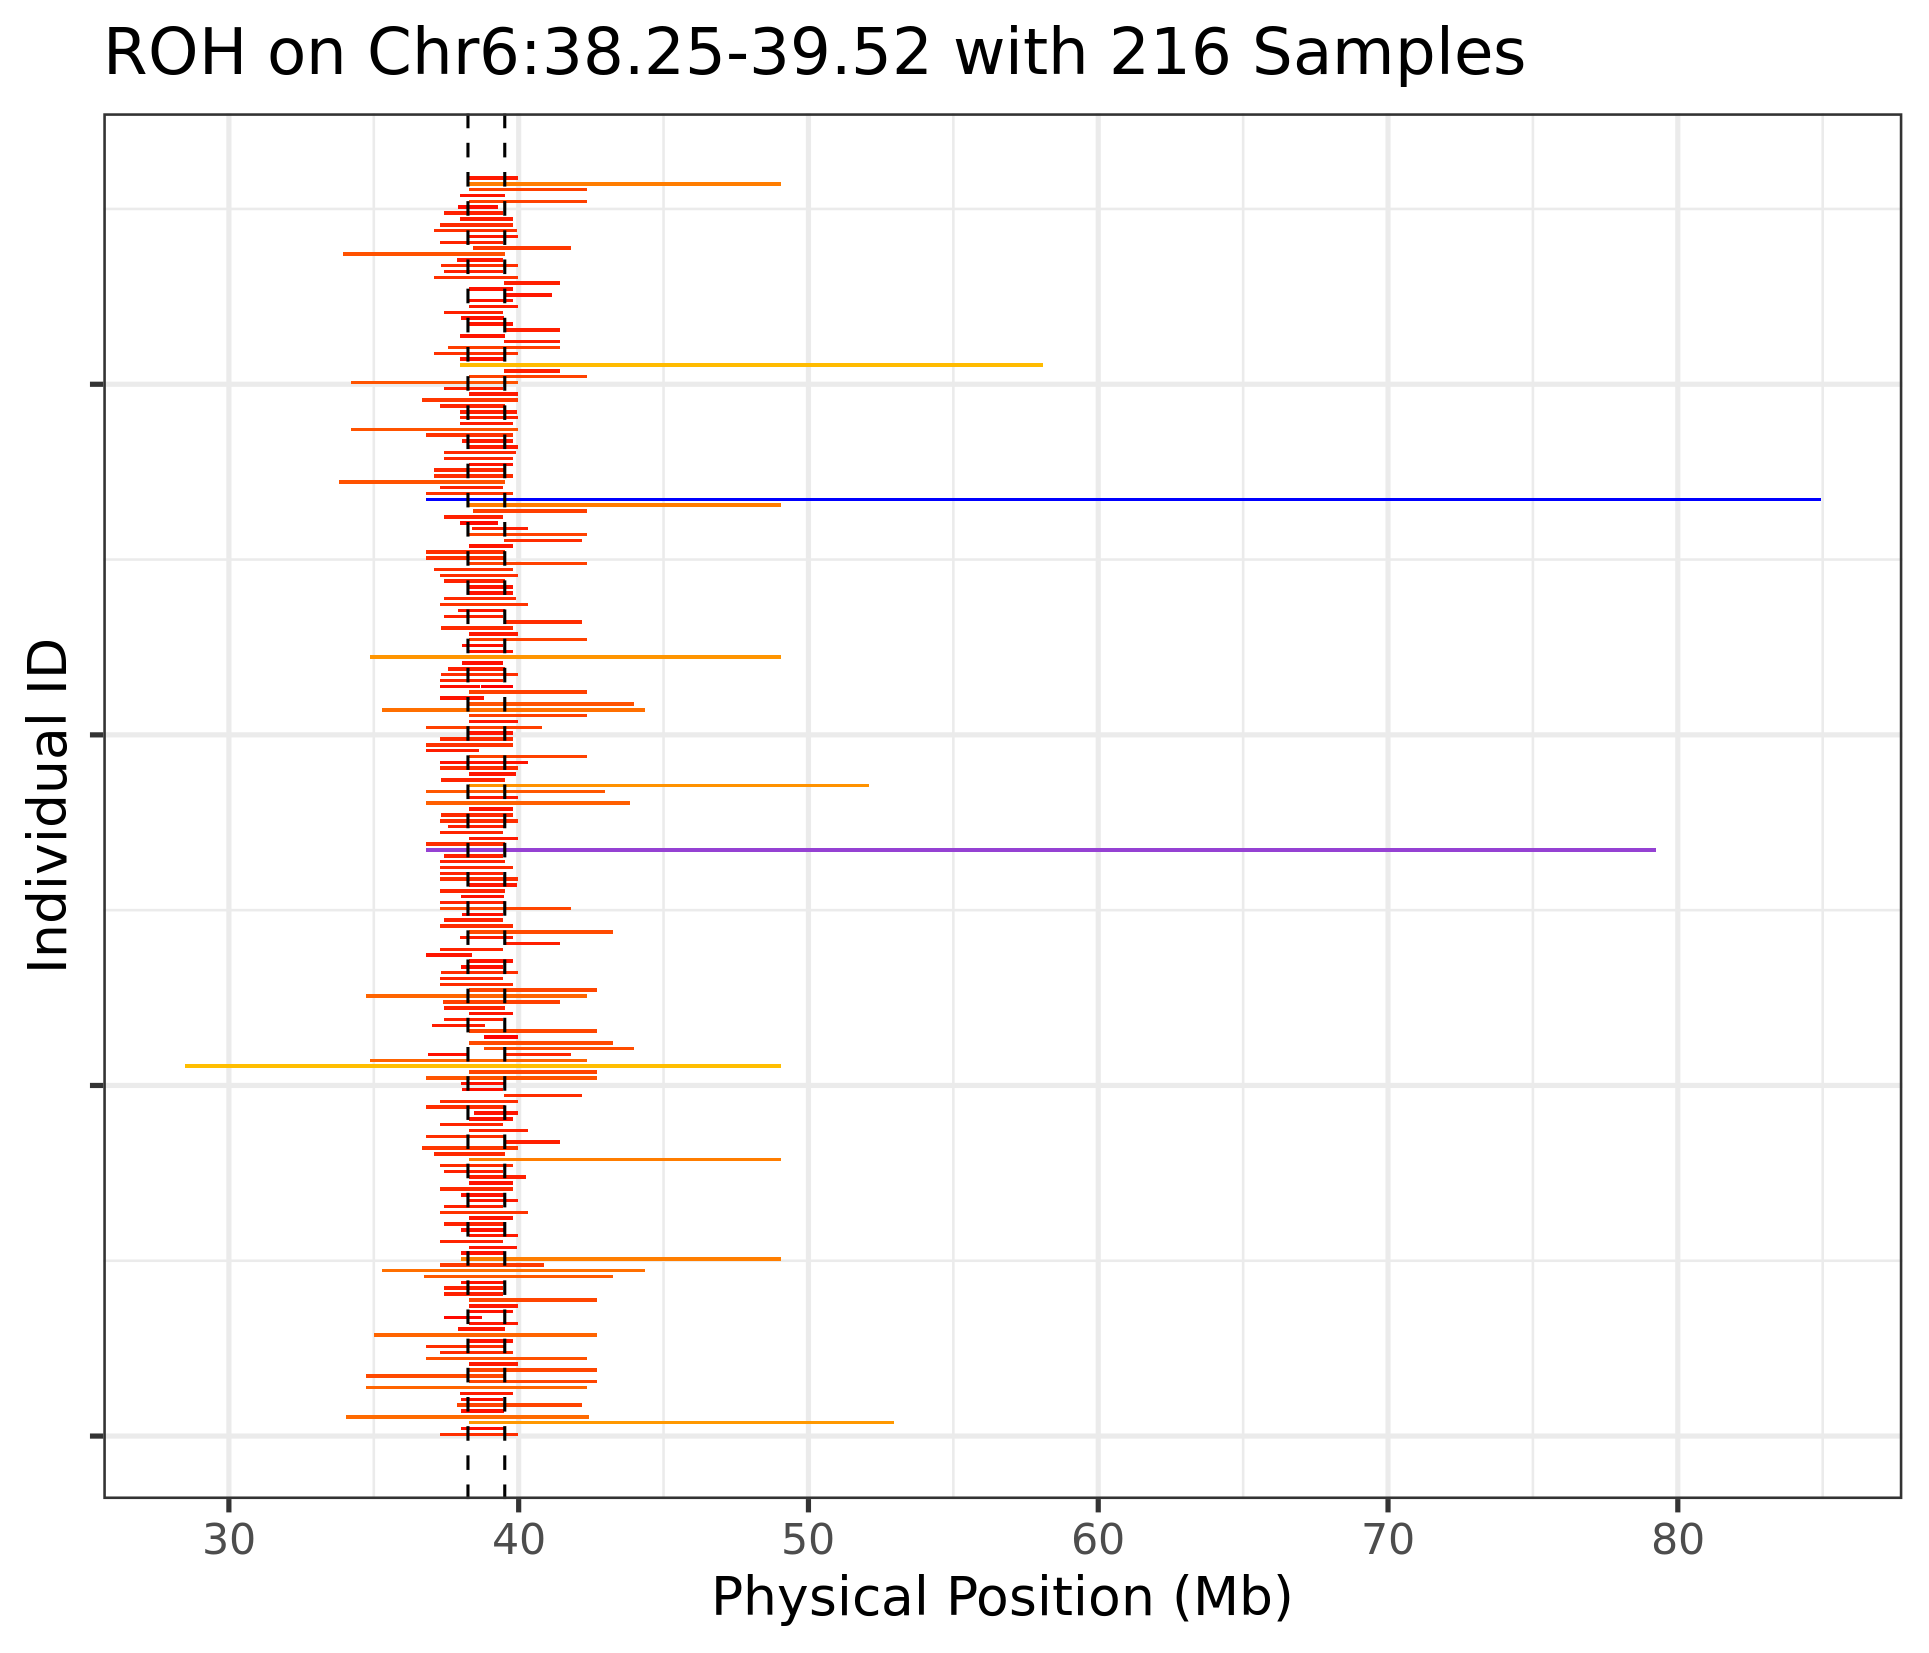 ROH on Chr6:38.25-39.52 with 216 Samples
Individual ID
30 40 50 60 70 80
Physical Position (Mb)